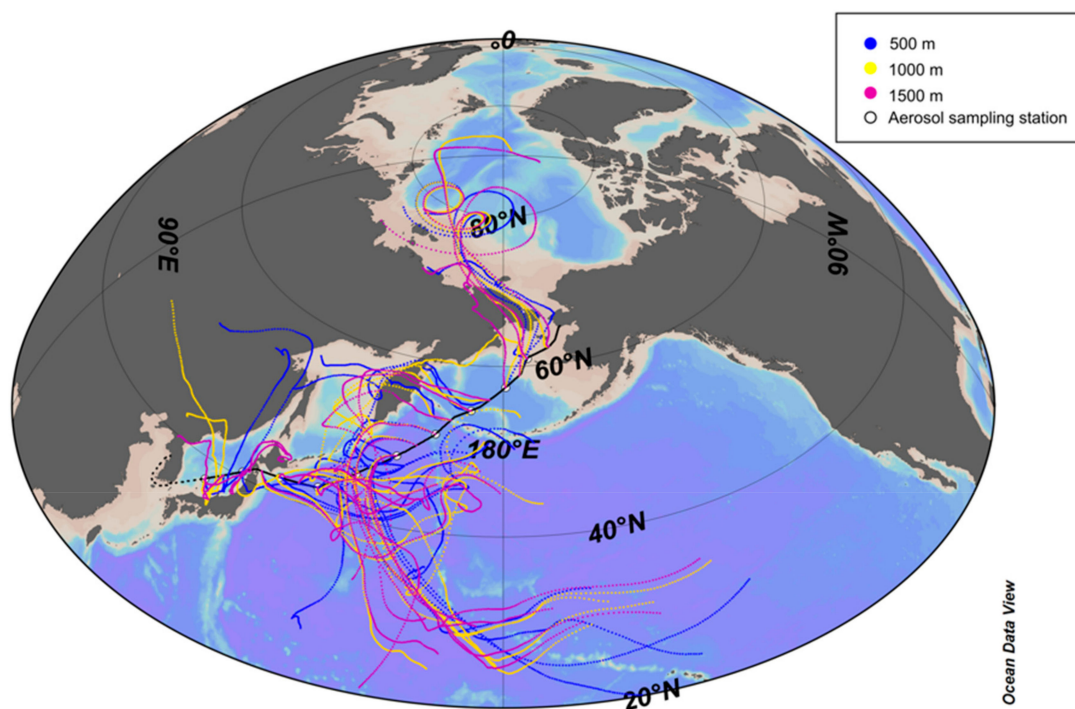 500 m
1000 m
1500 m
Aerosol sampling station
0°
90°E
80°N
90°W
60°N
180°E
40°N
20°N
Ocean Data View